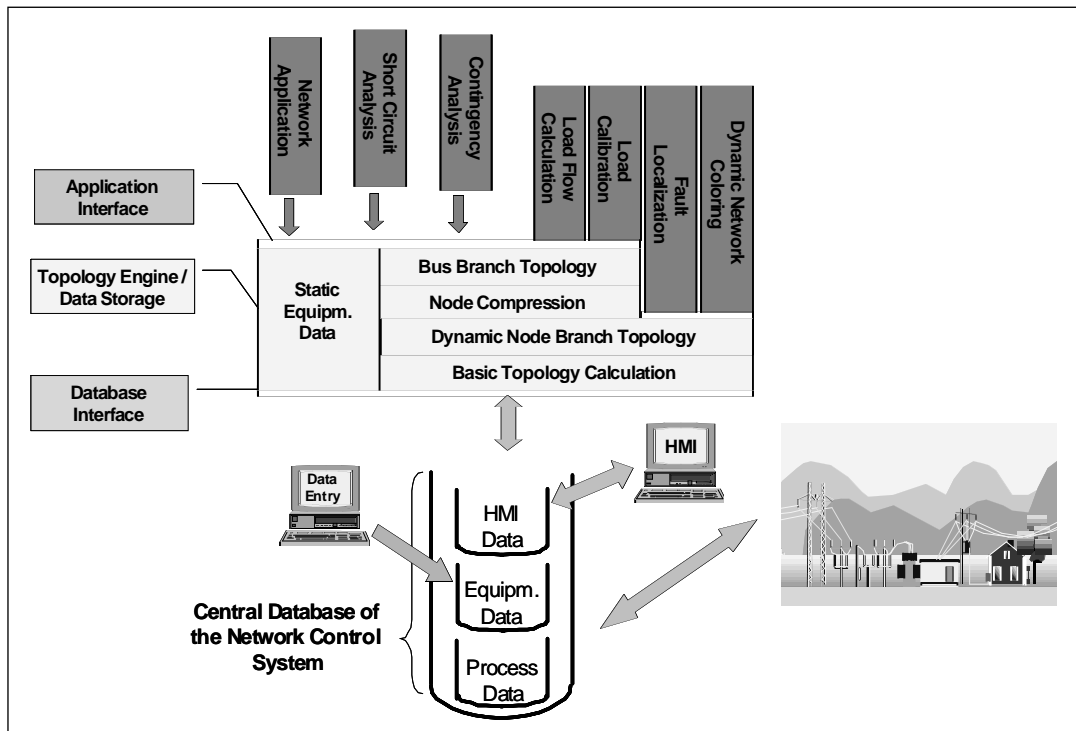 Network
Application
Short Circuit
Analysis
Contingency
Analysis
Load Flow
Calculation
Load
Calibration
Fault
Localization
Dynamic Network
Coloring
Application
Interface
Topology Engine /
Data Storage
Database
Interface
Static
Equipm.
Data
Bus Branch Topology
Node Compression
Dynamic Node Branch Topology
Basic Topology Calculation
Data
Entry
HMI
HMI
Data
Equipm.
Data
Process
Data
Central Database of
the Network Control
System